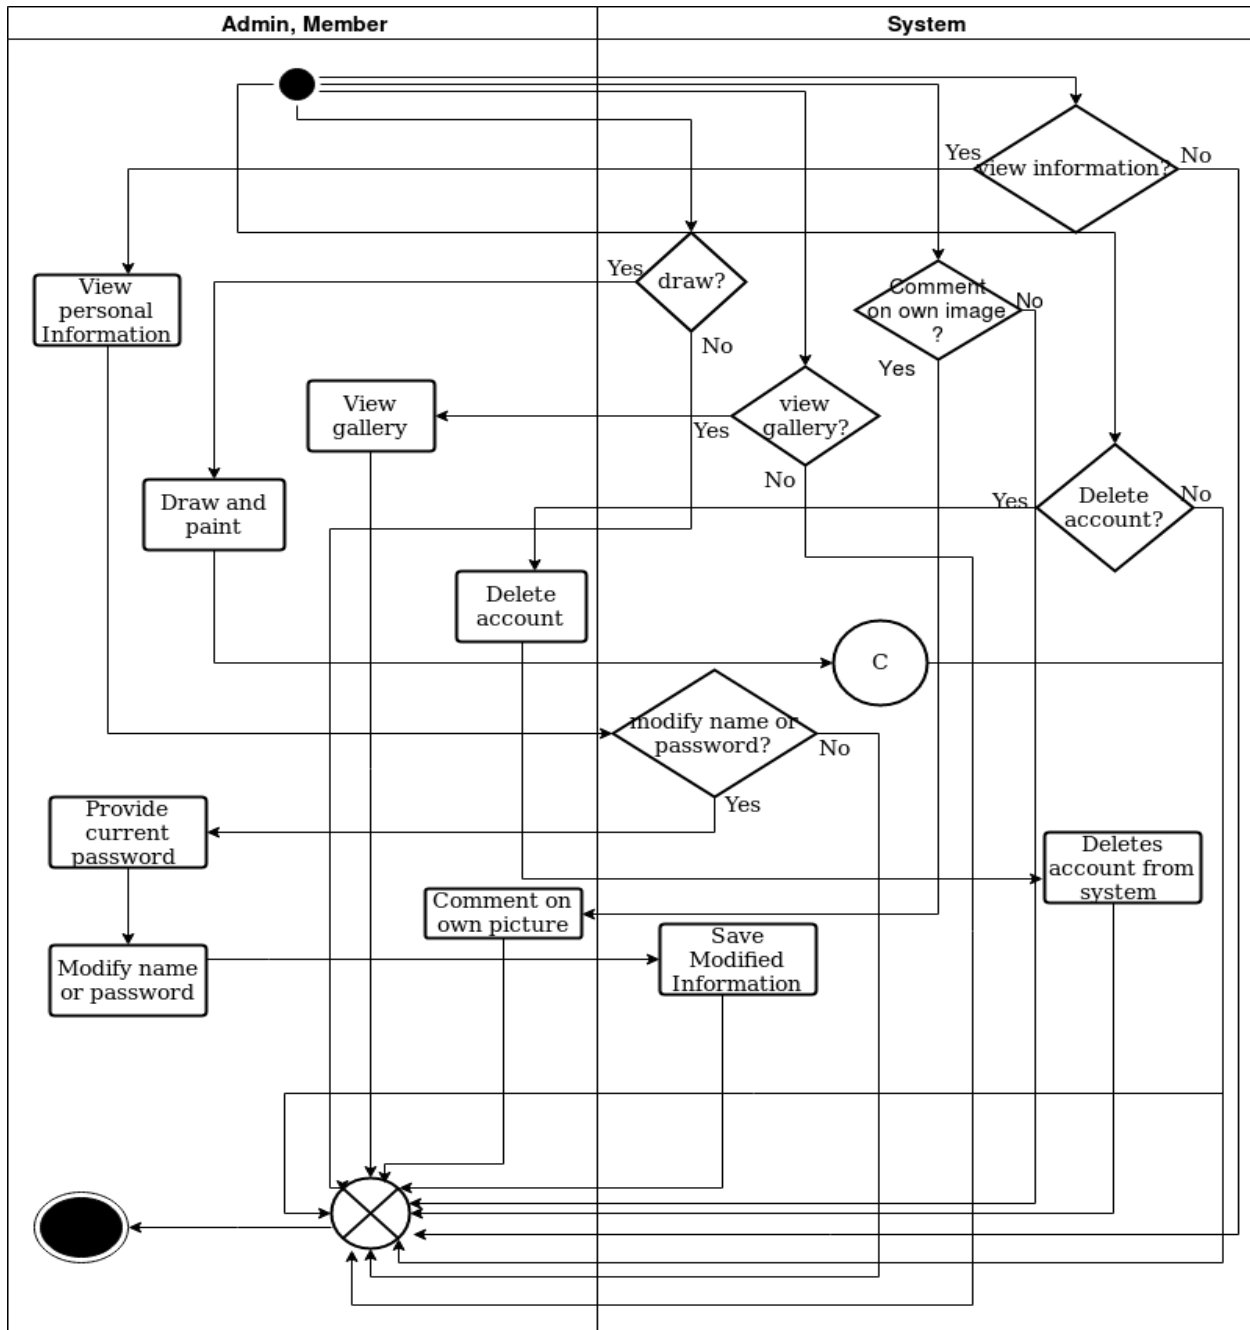 Admin, Member
System
Yes
view information?
No
View
personal
Information
Yes
draw?
No
Comment
on own image
?
No
Yes
View
gallery
Yes
view
gallery?
No
Draw and
paint
Yes
Delete
account?
No
Delete
account
C
modify name or
password?
No
Yes
Provide
current
password
Deletes
account from
system
Comment on
own picture
Save
Modified
Information
Modify name
or password